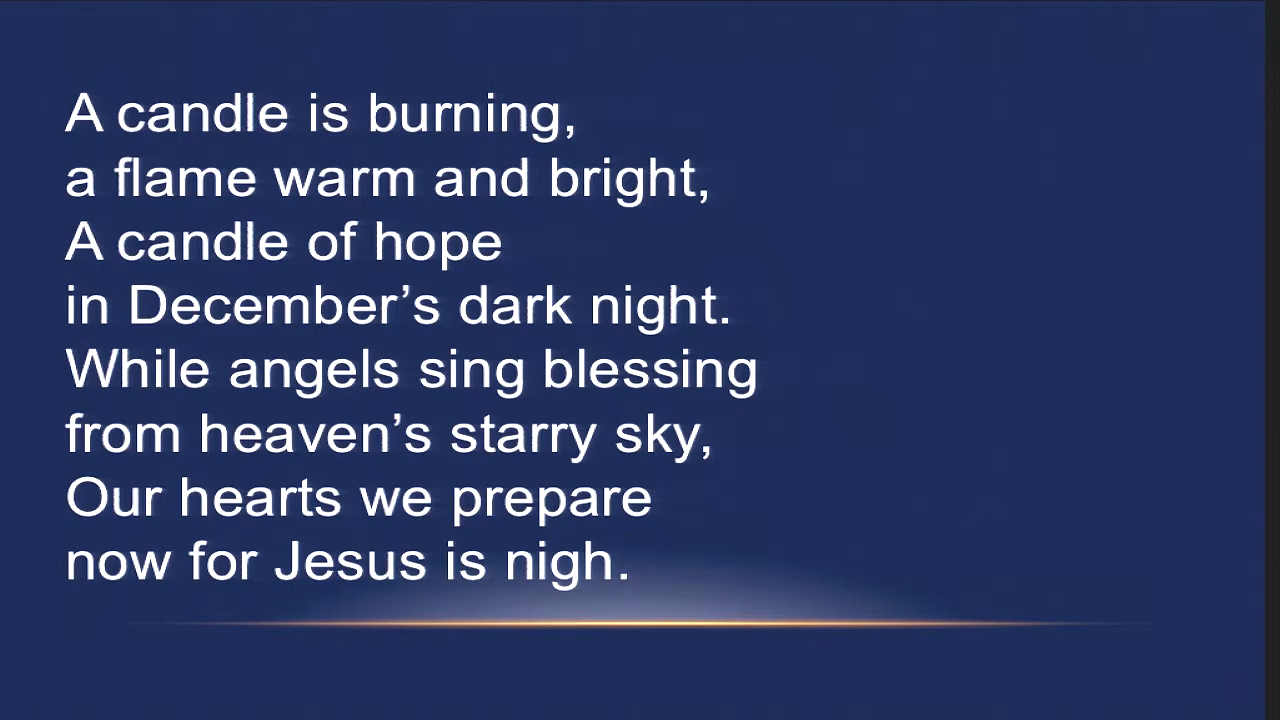 A candle is burning,
a flame warm and bright,
A candle of hope
in December’s dark night.
While angels sing blessing
from heaven’s starry sky,
Our hearts we prepare
now for Jesus is nigh.